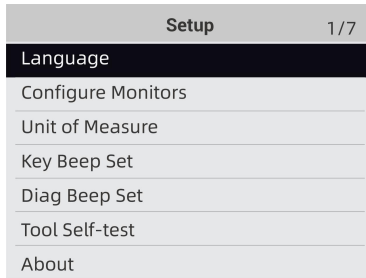 Setup 1/7
Language
Configure Monitors
Unit of Measure
Key Beep Set
Diag Beep Set
Tool Self-test
About